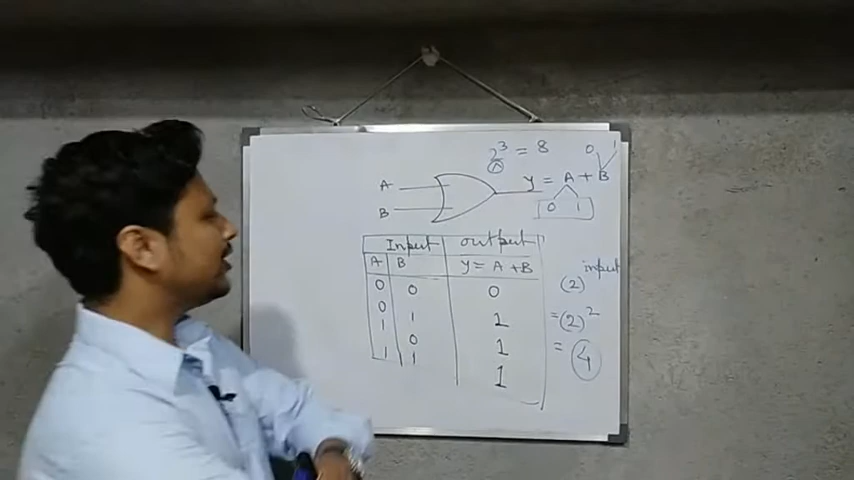 2³ = 8
0 1
A
y = A + B
B
0 1
Input output
A B y = A + B
0 0 0
0 1 1
1 0 1
1 1 1
(2)^input
= (2)²
= 4